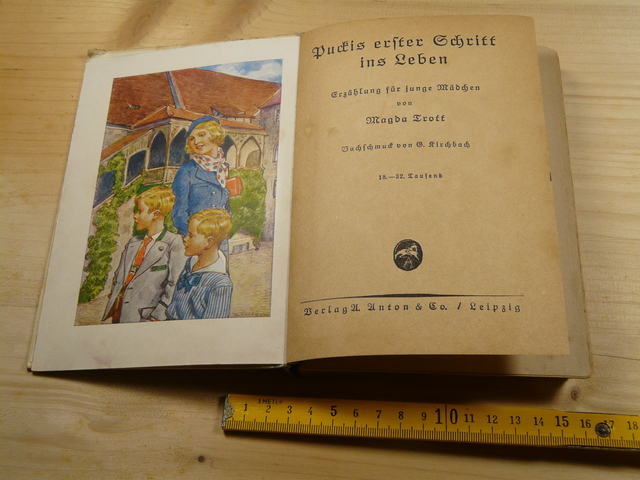 Puckis erster Schritt
ins Leben
Erzählung für junge Mädchen
von
Magda Trott
Buchschmuck von G. Kirchbach
18.—32. Tausend
Verlag A. Anton & Co. / Leipzig
1 2 3 4 5 6 7 8 9 10 11 12 13 14 15 16 17 18